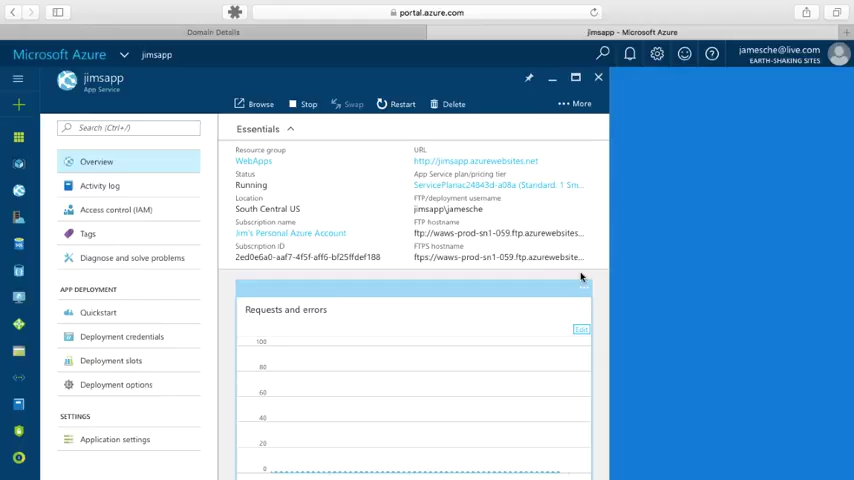 portal.azure.com
Domain Details
jimsapp - Microsoft Azure
Microsoft Azure
jimsapp
jamesche@live.com
EARTH-SHAKING SITES
jimsapp
App Service
Browse
Stop
Swap
Restart
Delete
More
Search (Ctrl+/)
Overview
Activity log
Access control (IAM)
Tags
Diagnose and solve problems
APP DEPLOYMENT
Quickstart
Deployment credentials
Deployment slots
Deployment options
SETTINGS
Application settings
Essentials
Resource group
WebApps
Status
Running
Location
South Central US
Subscription name
Jim's Personal Azure Account
Subscription ID
2ed0e6a0-aaf7-4f5f-aff6-bf25ffdef188
URL
http://jimsapp.azurewebsites.net
App Service plan/pricing tier
ServicePlanac24843d-a08a (Standard: 1 Sm...
FTP/deployment username
jimsapp\jamesche
FTP hostname
ftp://waws-prod-sn1-059.ftp.azurewebsites...
FTPS hostname
ftps://waws-prod-sn1-059.ftp.azurewebsite...
Requests and errors
Edit
100
80
60
40
20
0